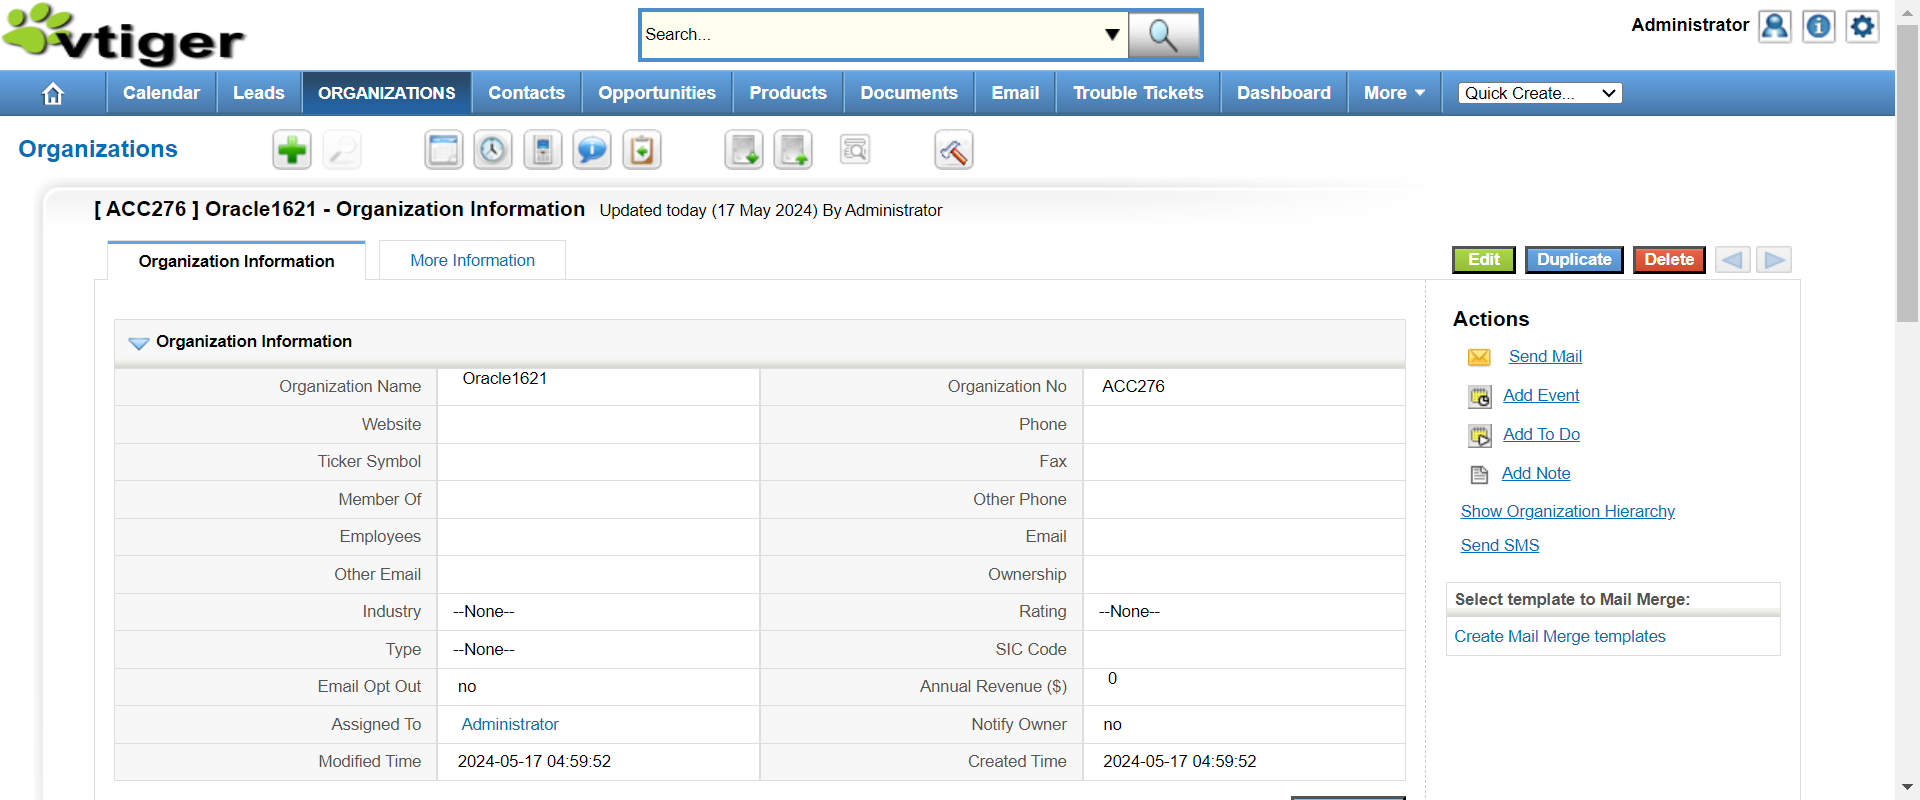 vtiger
Search...
Administrator
Calendar Leads ORGANIZATIONS Contacts Opportunities Products Documents Email Trouble Tickets Dashboard More Quick Create...
Organizations
[ ACC276 ] Oracle1621 - Organization Information Updated today (17 May 2024) By Administrator
Organization Information More Information
Edit Duplicate Delete
Organization Information
Organization Name Oracle1621 Organization No ACC276
Website Phone
Ticker Symbol Fax
Member Of Other Phone
Employees Email
Other Email Ownership
Industry --None-- Rating --None--
Type --None-- SIC Code
Email Opt Out no Annual Revenue ($) 0
Assigned To Administrator Notify Owner no
Modified Time 2024-05-17 04:59:52 Created Time 2024-05-17 04:59:52
Actions
Send Mail
Add Event
Add To Do
Add Note
Show Organization Hierarchy
Send SMS
Select template to Mail Merge:
Create Mail Merge templates